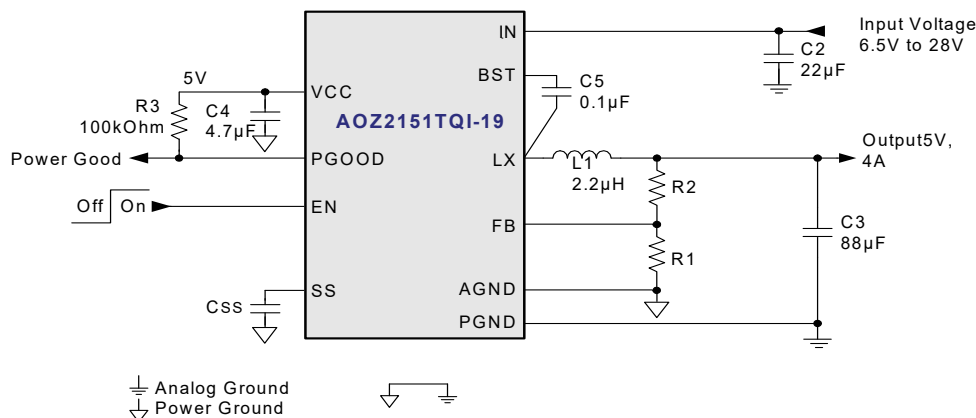 IN
Input Voltage
6.5V to 28V
C2
22µF
BST
C5
0.1µF
5V
VCC
R3
100kOhm
C4
4.7µF
AOZ2151TQI-19
Power Good
PGOOD
LX
L1
2.2µH
Output5V,
4A
R2
Off
On
EN
FB
C3
88µF
R1
SS
CSS
AGND
PGND
Analog Ground
Power Ground